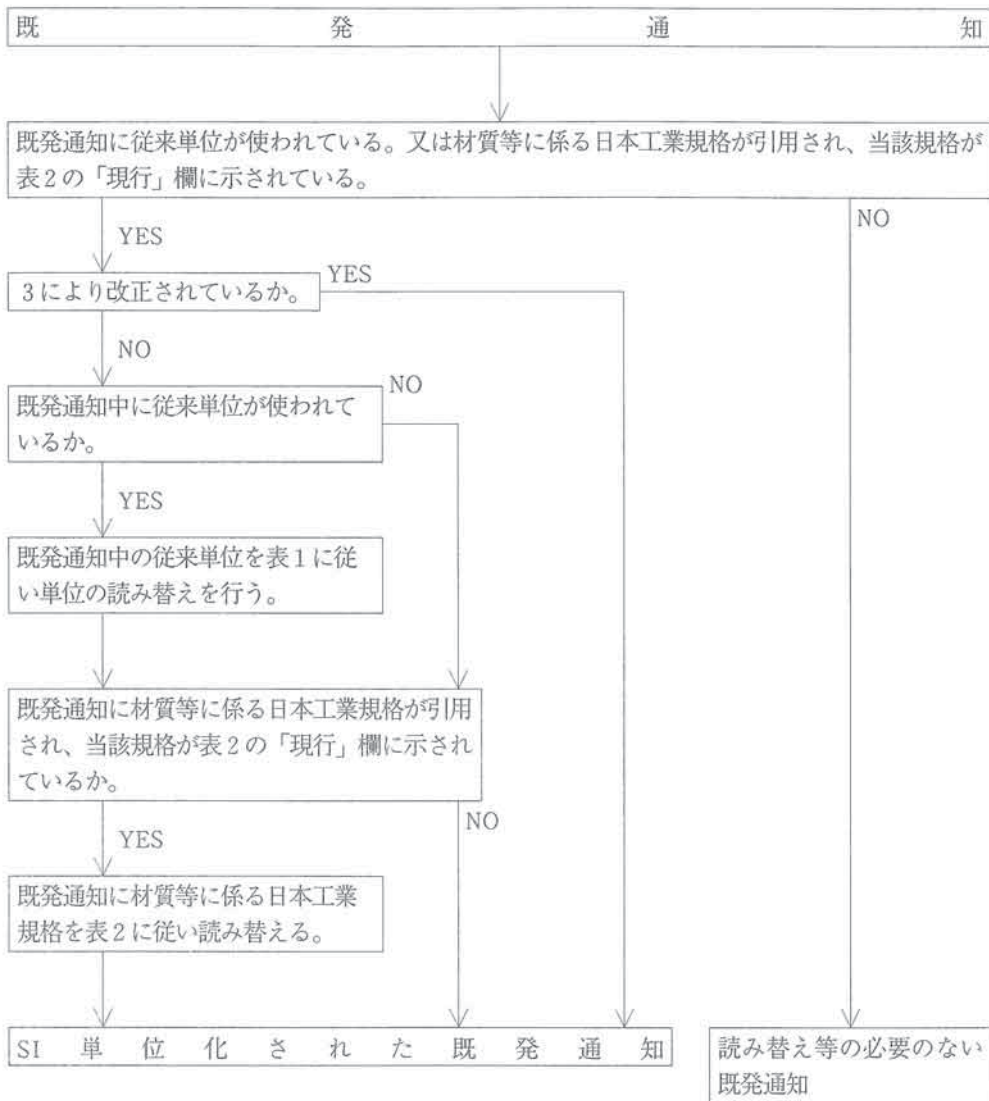 既発通知
既発通知に従来単位が使われている。又は材質等に係る日本工業規格が引用され、当該規格が
表2の「現行」欄に示されている。
YES
NO
3により改正されているか。
YES
NO
既発通知中に従来単位が使われて
いるか。
NO
YES
既発通知中の従来単位を表1に従
い単位の読み替えを行う。
既発通知に材質等に係る日本工業規格が引用
され、当該規格が表2の「現行」欄に示され
ているか。
YES
NO
既発通知に材質等に係る日本工業
規格を表2に従い読み替える。
SI単位化された既発通知
読み替え等の必要のない
既発通知